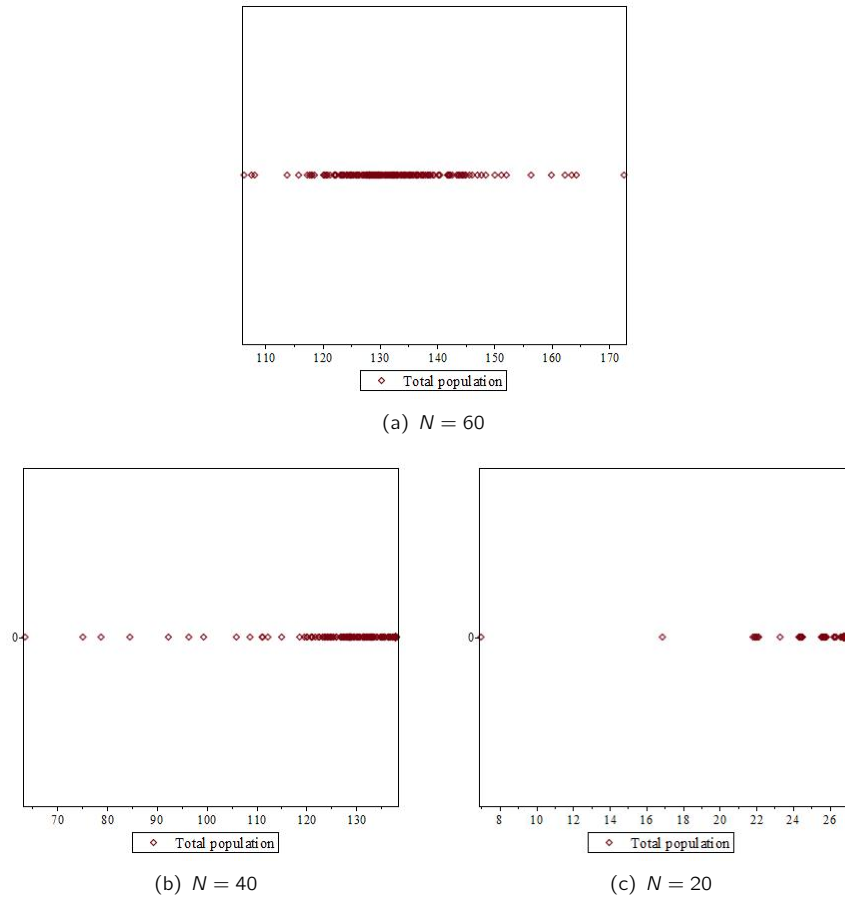 110 120 130 140 150 160 170
Total population
(a) N = 60
0
70 80 90 100 110 120 130
Total population
(b) N = 40
0
8 10 12 14 16 18 20 22 24 26
Total population
(c) N = 20